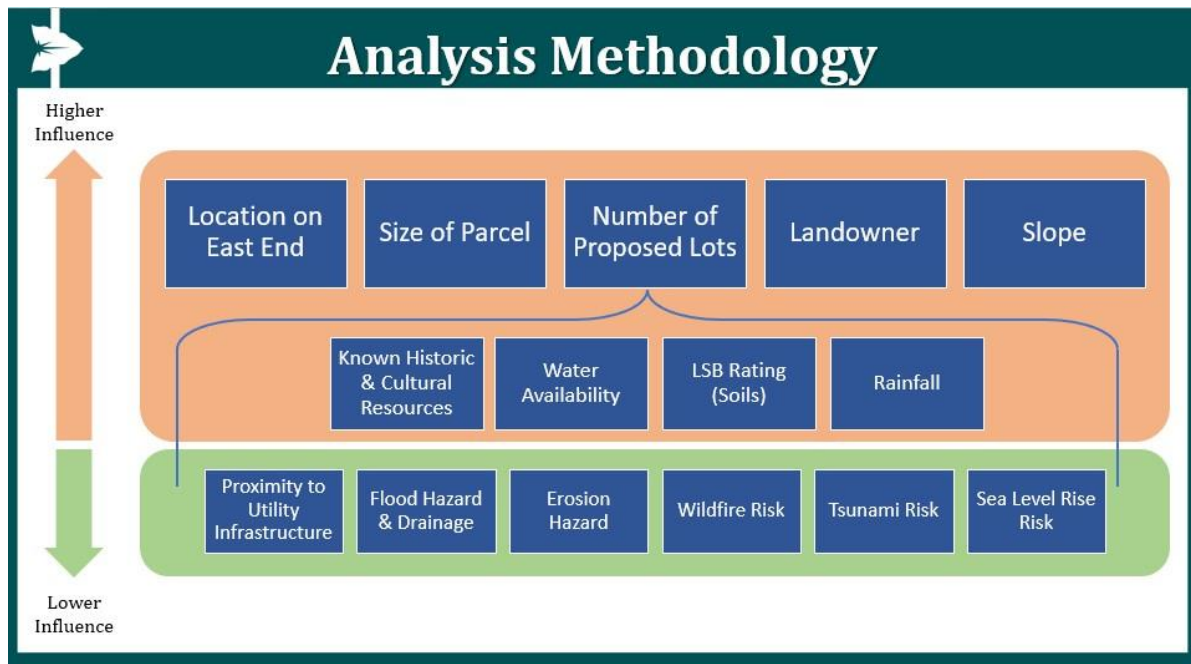 Analysis Methodology
Higher
Influence
Location on
East End
Size of Parcel
Number of
Proposed Lots
Landowner
Slope
Known Historic
& Cultural
Resources
Water
Availability
LSB Rating
(Soils)
Rainfall
Proximity to
Utility
Infrastructure
Flood Hazard
& Drainage
Erosion
Hazard
Wildfire Risk
Tsunami Risk
Sea Level Rise
Risk
Lower
Influence